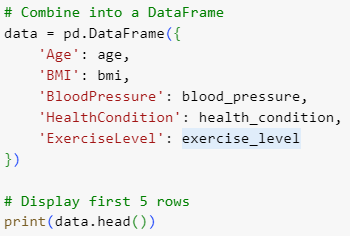 # Combine into a DataFrame
data = pd.DataFrame({
    'Age': age,
    'BMI': bmi,
    'BloodPressure': blood_pressure,
    'HealthCondition': health_condition,
    'ExerciseLevel': exercise_level
})
# Display first 5 rows
print(data.head())